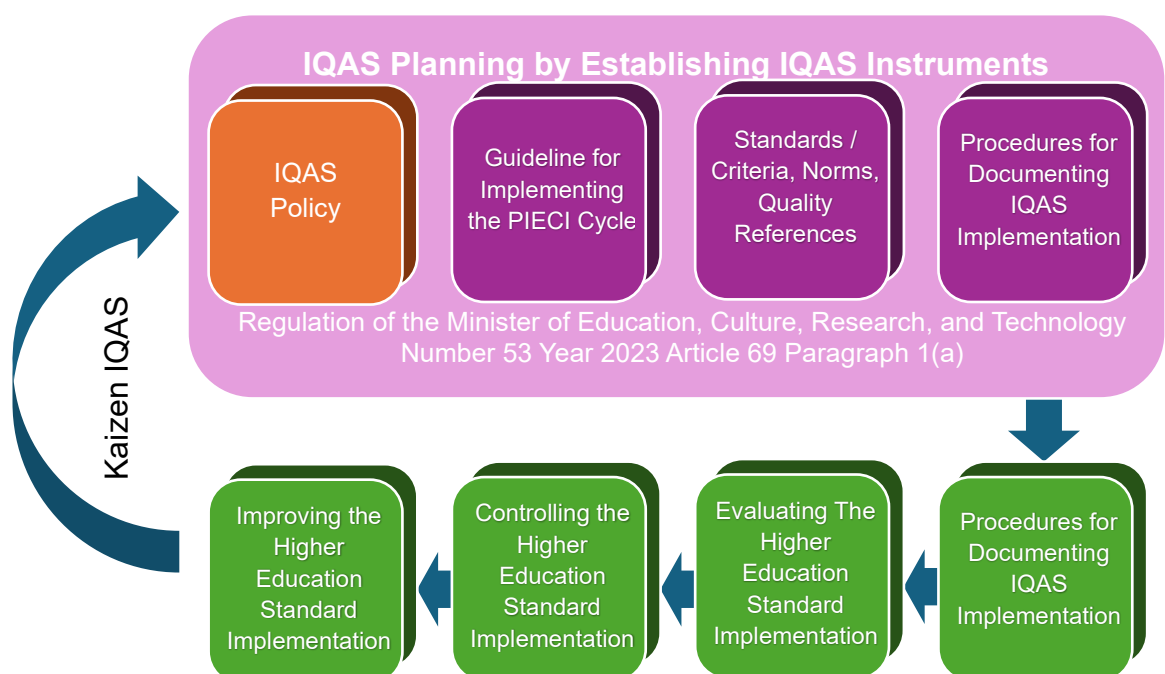 IQAS Planning by Establishing IQAS Instruments
IQAS
Policy
Guideline for
Implementing
the PIECI Cycle
Standards /
Criteria, Norms,
Quality
References
Procedures for
Documenting
IQAS
Implementation
Regulation of the Minister of Education, Culture, Research, and Technology
Number 53 Year 2023 Article 69 Paragraph 1(a)
Kaizen IQAS
Improving the
Higher
Education
Standard
Implementation
Controlling the
Higher
Education
Standard
Implementation
Evaluating The
Higher
Education
Standard
Implementation
Procedures for
Documenting
IQAS
Implementation